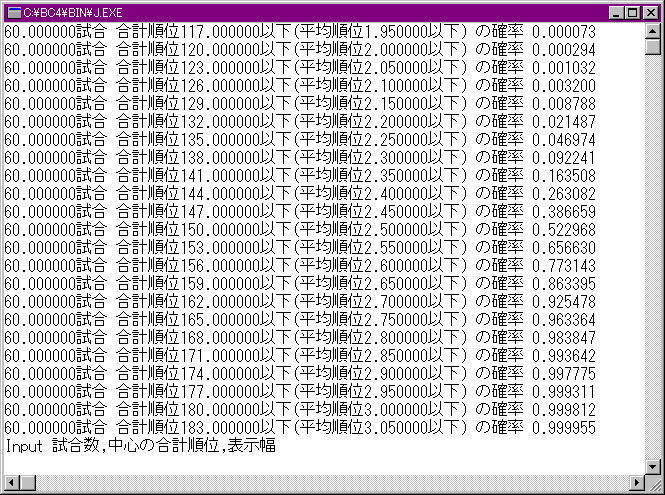 C:¥BC4¥BIN¥J.EXE
60.000000試合 合計順位117.000000以下(平均順位1.950000以下) の確率 0.000073
60.000000試合 合計順位120.000000以下(平均順位2.000000以下) の確率 0.000294
60.000000試合 合計順位123.000000以下(平均順位2.050000以下) の確率 0.001032
60.000000試合 合計順位126.000000以下(平均順位2.100000以下) の確率 0.003200
60.000000試合 合計順位129.000000以下(平均順位2.150000以下) の確率 0.008788
60.000000試合 合計順位132.000000以下(平均順位2.200000以下) の確率 0.021487
60.000000試合 合計順位135.000000以下(平均順位2.250000以下) の確率 0.046974
60.000000試合 合計順位138.000000以下(平均順位2.300000以下) の確率 0.092241
60.000000試合 合計順位141.000000以下(平均順位2.350000以下) の確率 0.163508
60.000000試合 合計順位144.000000以下(平均順位2.400000以下) の確率 0.263082
60.000000試合 合計順位147.000000以下(平均順位2.450000以下) の確率 0.386659
60.000000試合 合計順位150.000000以下(平均順位2.500000以下) の確率 0.522968
60.000000試合 合計順位153.000000以下(平均順位2.550000以下) の確率 0.656630
60.000000試合 合計順位156.000000以下(平均順位2.600000以下) の確率 0.773143
60.000000試合 合計順位159.000000以下(平均順位2.650000以下) の確率 0.863395
60.000000試合 合計順位162.000000以下(平均順位2.700000以下) の確率 0.925478
60.000000試合 合計順位165.000000以下(平均順位2.750000以下) の確率 0.963364
60.000000試合 合計順位168.000000以下(平均順位2.800000以下) の確率 0.983847
60.000000試合 合計順位171.000000以下(平均順位2.850000以下) の確率 0.993642
60.000000試合 合計順位174.000000以下(平均順位2.900000以下) の確率 0.997775
60.000000試合 合計順位177.000000以下(平均順位2.950000以下) の確率 0.999311
60.000000試合 合計順位180.000000以下(平均順位3.000000以下) の確率 0.999812
60.000000試合 合計順位183.000000以下(平均順位3.050000以下) の確率 0.999955
Input 試合数,中心の合計順位,表示幅